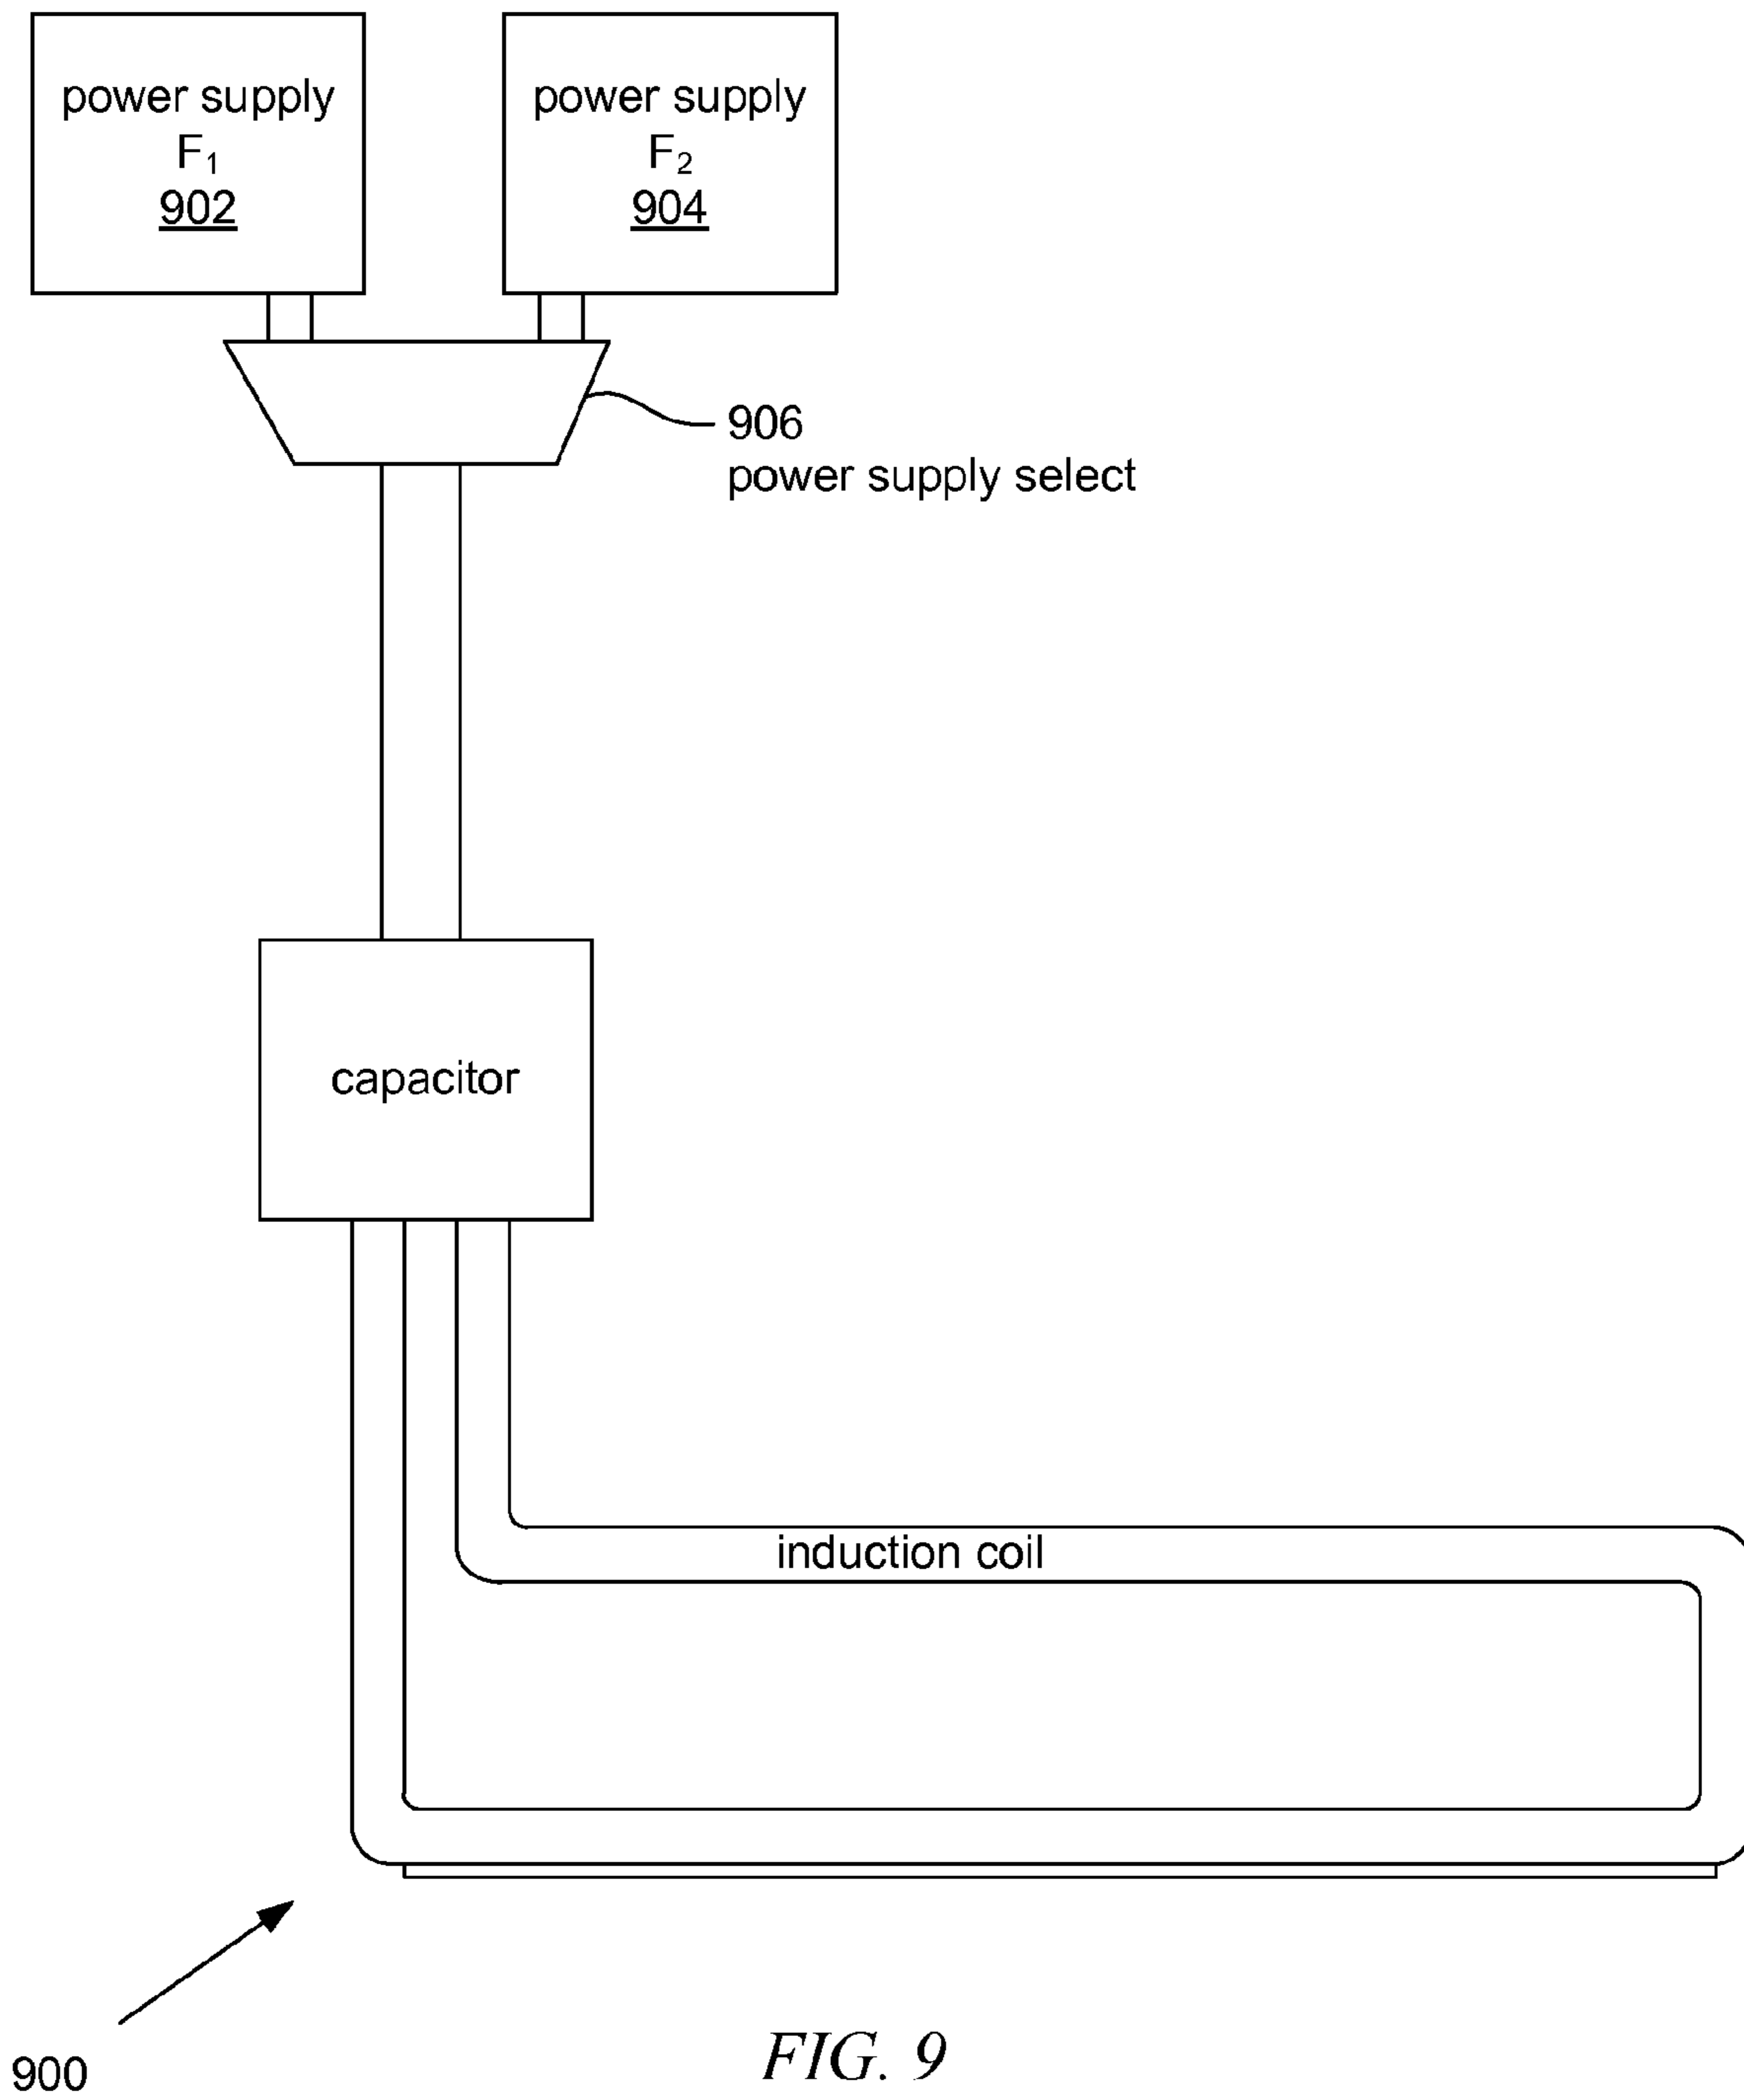 power supply
F₁
902
power supply
F₂
904
906
power supply select
capacitor
induction coil
900
FIG. 9